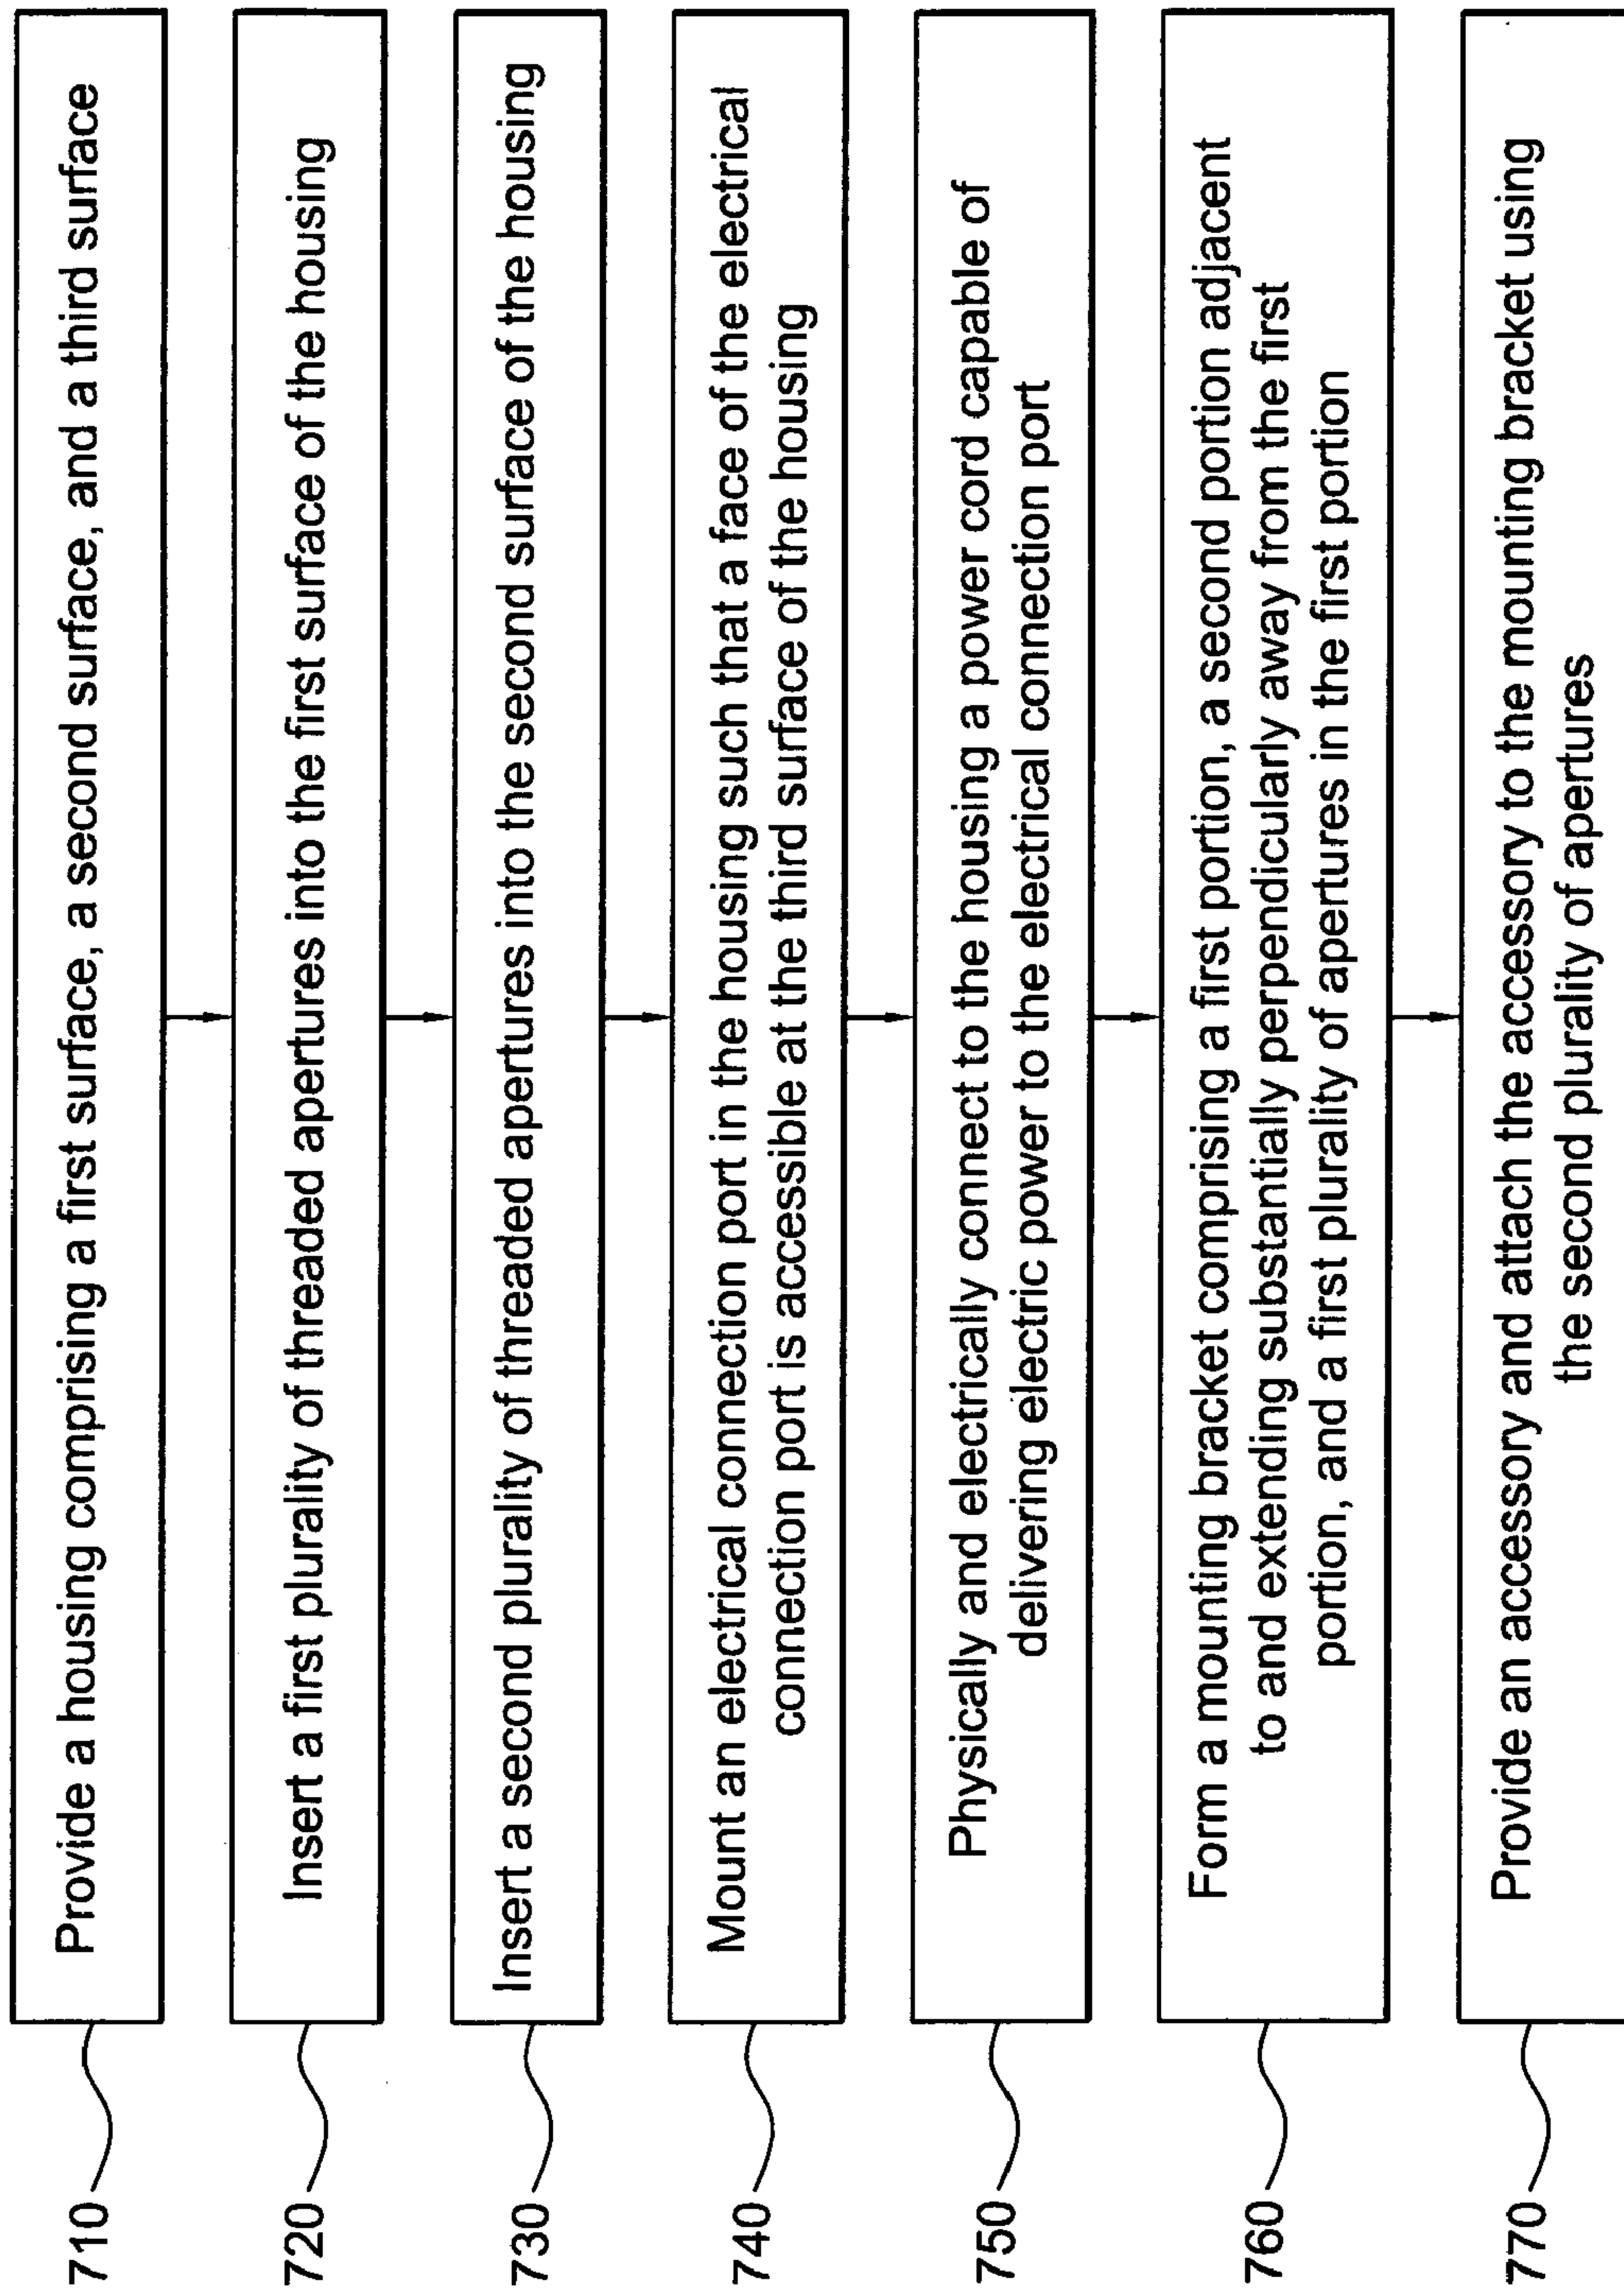 710
Provide a housing comprising a first surface, a second surface, and a third surface
720
Insert a first plurality of threaded apertures into the first surface of the housing
730
Insert a second plurality of threaded apertures into the second surface of the housing
740
Mount an electrical connection port in the housing such that a face of the electrical
connection port is accessible at the third surface of the housing
750
Physically and electrically connect to the housing a power cord capable of
delivering electric power to the electrical connection port
760
Form a mounting bracket comprising a first portion, a second portion adjacent
to and extending substantially perpendicularly away from the first
portion, and a first plurality of apertures in the first portion
770
Provide an accessory and attach the accessory to the mounting bracket using
the second plurality of apertures